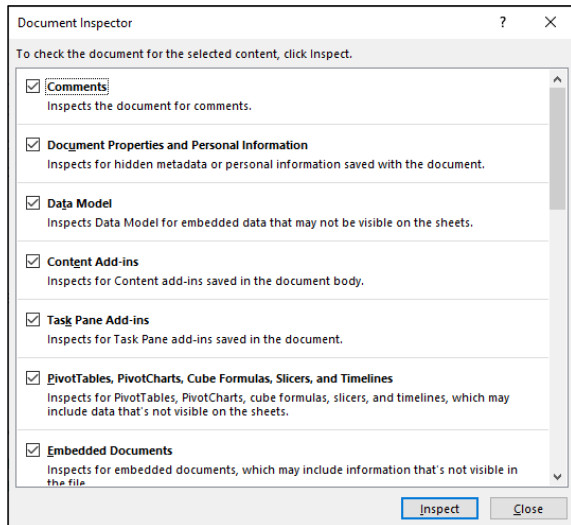 Document Inspector
?
To check the document for the selected content, click Inspect.
Comments
Inspects the document for comments.
Document Properties and Personal Information
Inspects for hidden metadata or personal information saved with the document.
Data Model
Inspects Data Model for embedded data that may not be visible on the sheets.
Content Add-ins
Inspects for Content add-ins saved in the document body.
Task Pane Add-ins
Inspects for Task Pane add-ins saved in the document.
PivotTables, PivotCharts, Cube Formulas, Slicers, and Timelines
Inspects for PivotTables, PivotCharts, cube formulas, slicers, and timelines, which may
include data that's not visible on the sheets.
Embedded Documents
Inspects for embedded documents, which may include information that's not visible in
the file.
Inspect
Close